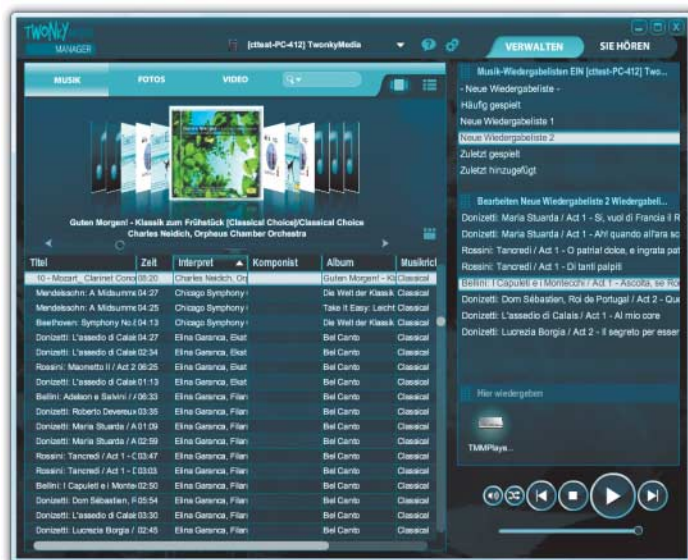 TWONKY
MANAGER
[cttest-PC-412] TwonkyMedia
VERWALTEN
SIE HÖREN
MUSIK
FOTOS
VIDEO
Guten Morgen! - Klassik zum Frühstück [Classical Choice]/Classical Choice
Charles Neidich, Orpheus Chamber Orchestra
Titel Zeit Interpret Komponist Album Musikricl
10 - Mozart_ Clarinet Conc 08:20 Charles Neidich, Orp Guten Morgen! - Kl Classical
Mendelssohn: A Midsumme 04:27 Chicago Symphony Die Welt der Klassik Classical
Mendelssohn: A Midsumme 04:25 Chicago Symphony Take It Easy: Leicht Classical
Beethoven: Symphony No. 04:13 Chicago Symphony Die Welt der Klassik Classical
Donizetti: L'assedio di Calais 04:27 Elina Garanca, Ekat Bel Canto Classical
Donizetti: L'assedio di Calais 02:34 Elina Garanca, Ekat Bel Canto Classical
Rossini: Maometto II / Act 2 06:25 Elina Garanca, Ekat Bel Canto Classical
Donizetti: L'assedio di Calais 01:13 Elina Garanca, Ekat Bel Canto Classical
Bellini: Adelson e Salvini / 06:33 Elina Garanca, Filar Bel Canto Classical
Donizetti: Roberto Devereux 03:35 Elina Garanca, Filar Bel Canto Classical
Donizetti: Maria Stuarda / A 01:09 Elina Garanca, Filar Bel Canto Classical
Donizetti: Maria Stuarda / A 02:59 Elina Garanca, Filar Bel Canto Classical
Rossini: Tancredi / Act 1 - 03:47 Elina Garanca, Filar Bel Canto Classical
Rossini: Tancredi / Act 1 - 03:03 Elina Garanca, Filar Bel Canto Classical
Bellini: I Capuleti e i Monte 02:50 Elina Garanca, Filar Bel Canto Classical
Donizetti: Dom Sébastien, R 05:54 Elina Garanca, Filar Bel Canto Classical
Donizetti: L'assedio di Calais 03:30 Elina Garanca, Filar Bel Canto Classical
Donizetti: Lucrezia Borgia / 02:45 Elina Garanca, Filar Bel Canto Classical
Musik-Wiedergabelisten EIN [cttest-PC-412] Two...
- Neue Wiedergabeliste -
Häufig gespielt
Neue Wiedergabeliste 1
Neue Wiedergabeliste 2
Zuletzt gespielt
Zuletzt hinzugefügt
Bearbeiten Neue Wiedergabeliste 2 Wiedergabeli...
Donizetti: Maria Stuarda / Act 1 - Sì, vuol di Francia il R
Donizetti: Maria Stuarda / Act 1 - Ah! quando all'ara sc
Rossini: Tancredi / Act 1 - O patria! dolce, e ingrata pat
Rossini: Tancredi / Act 1 - Di tanti palpiti
Bellini: I Capuleti e i Montecchi / Act 1 - Ascolta, se Ro
Donizetti: Dom Sébastien, Roi de Portugal / Act 2 - Que
Donizetti: L'assedio di Calais / Act 1 - Al mio core
Donizetti: Lucrezia Borgia / Act 2 - Il segreto per esser
Hier wiedergeben
TMMPlaye...